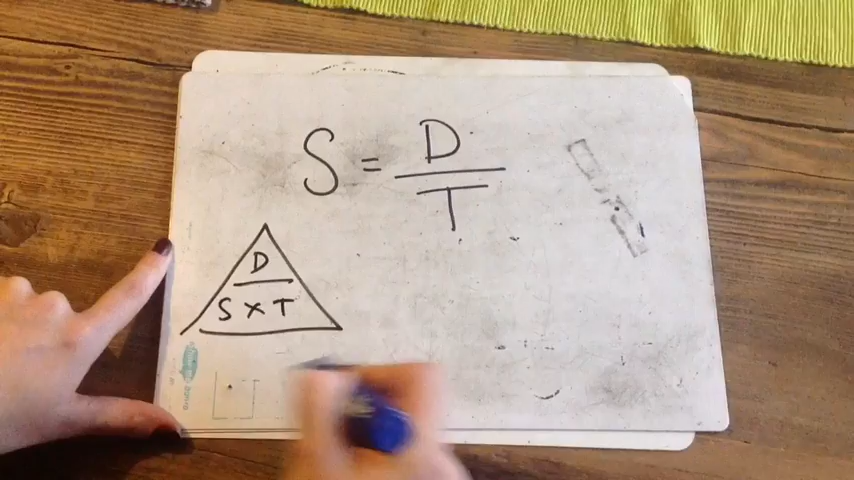 S = D
T
D
S × T